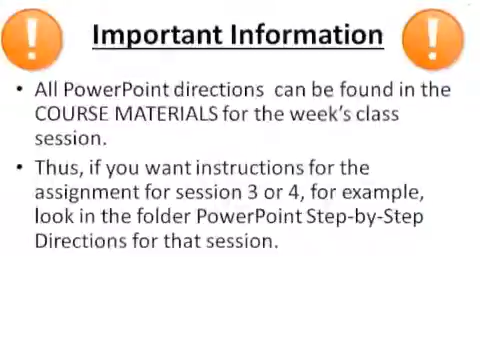 Important Information
• All PowerPoint directions  can be found in the
COURSE MATERIALS for the week's class
session.
• Thus, if you want instructions for the
assignment for session 3 or 4, for example,
look in the folder PowerPoint Step-by-Step
Directions for that session.